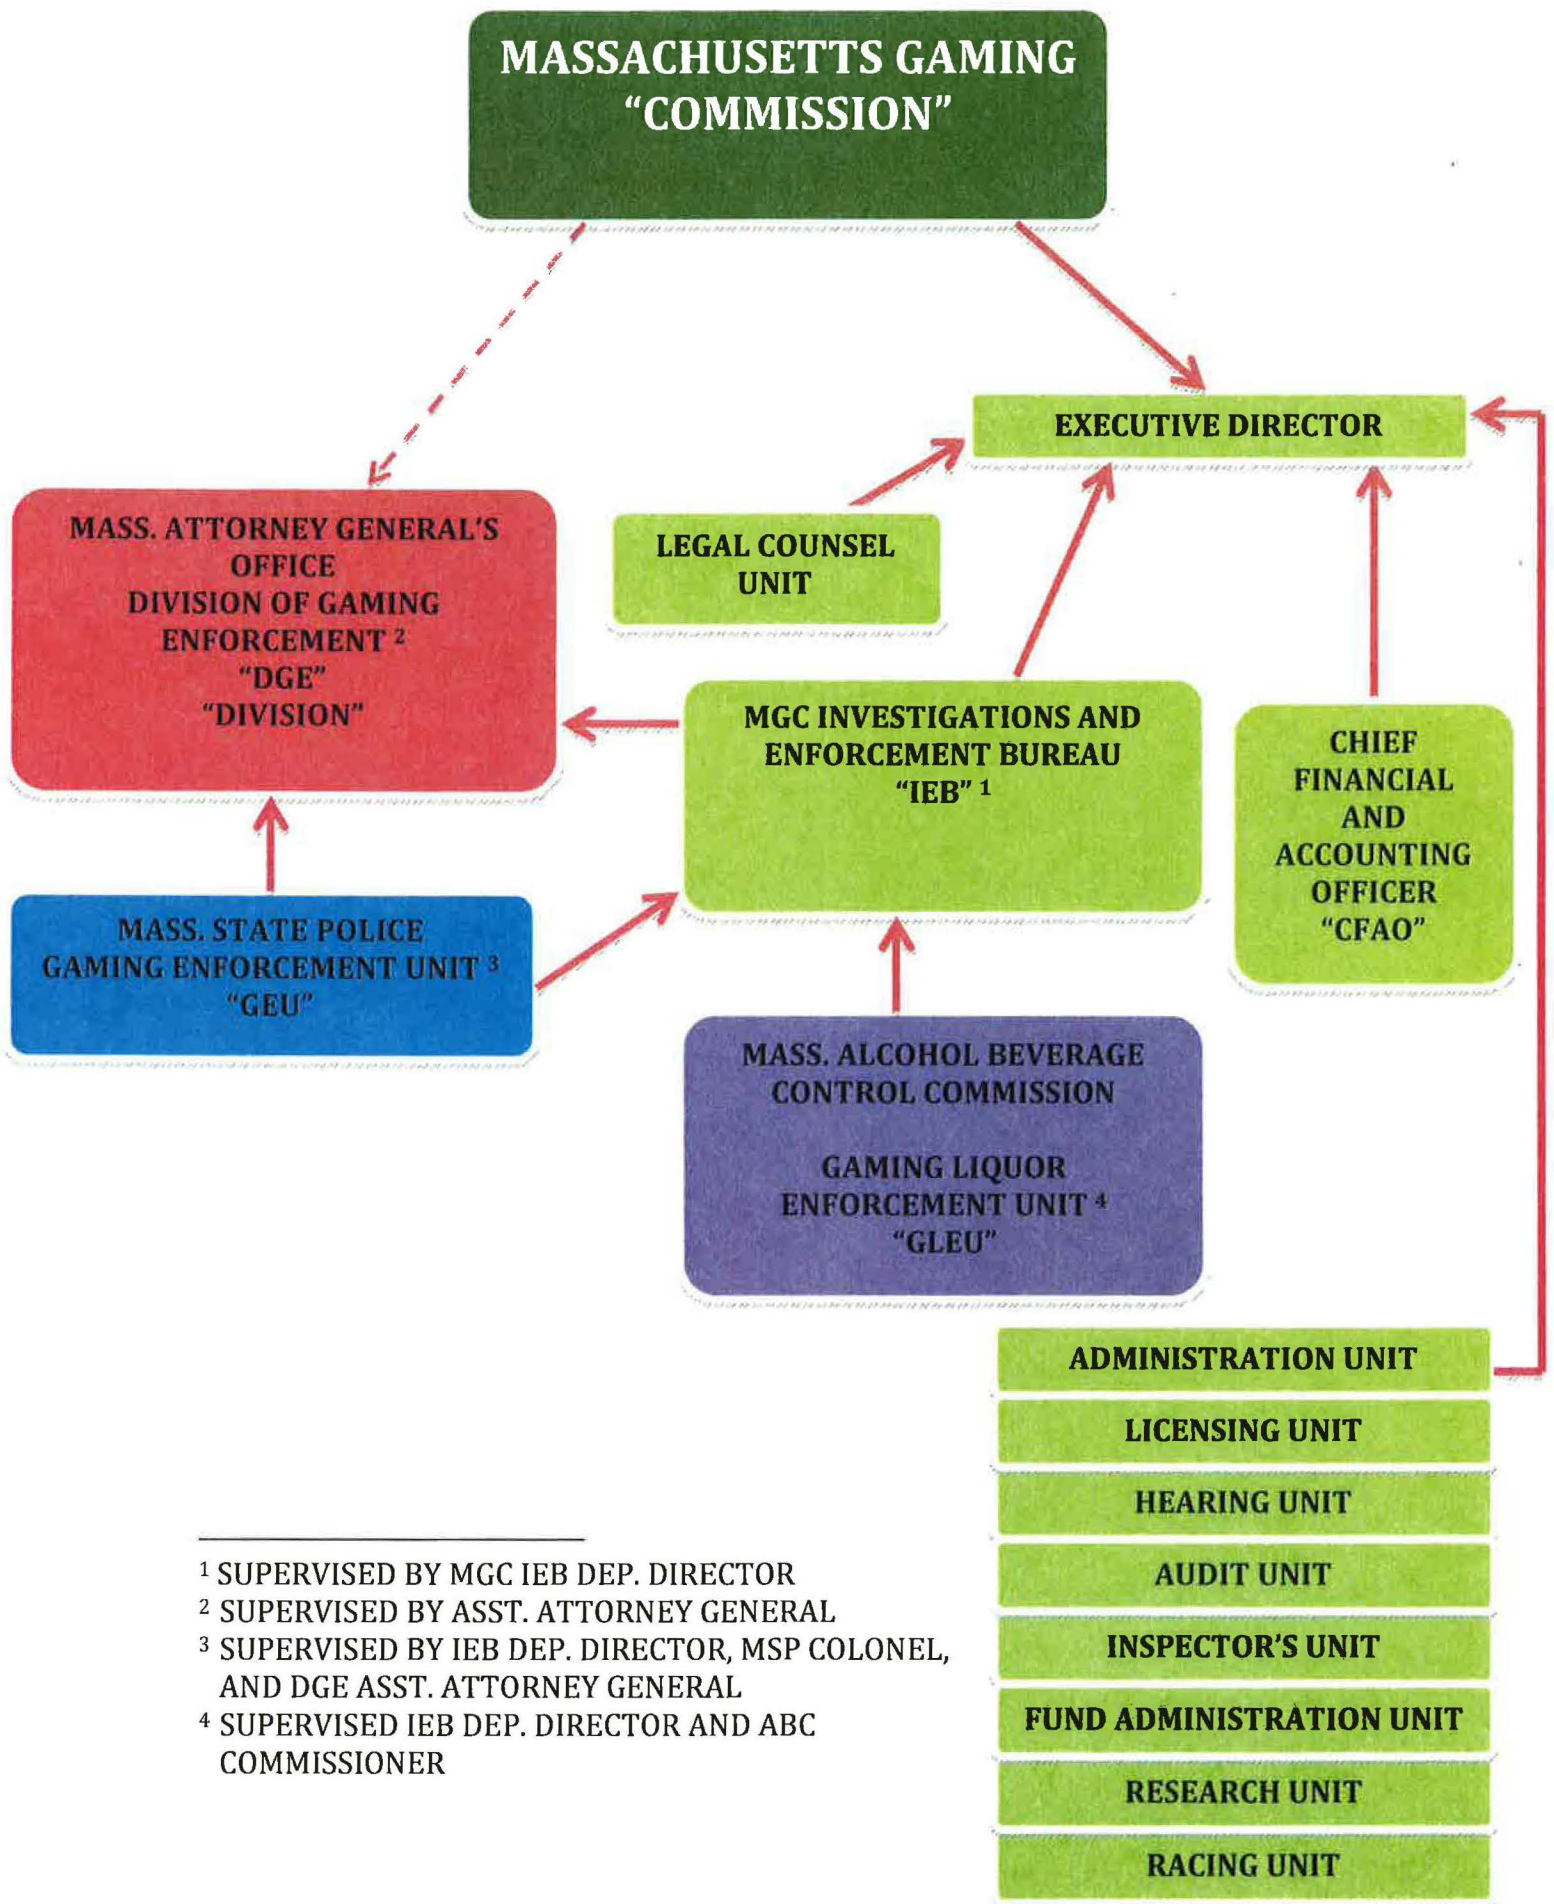 MASSACHUSETTS GAMING
“COMMISSION”
EXECUTIVE DIRECTOR
MASS. ATTORNEY GENERAL’S
OFFICE
DIVISION OF GAMING
ENFORCEMENT ²
“DGE”
“DIVISION”
LEGAL COUNSEL
UNIT
MGC INVESTIGATIONS AND
ENFORCEMENT BUREAU
“IEB” ¹
CHIEF
FINANCIAL
AND
ACCOUNTING
OFFICER
“CFAO”
MASS. STATE POLICE
GAMING ENFORCEMENT UNIT ³
“GEU”
MASS. ALCOHOL BEVERAGE
CONTROL COMMISSION
GAMING LIQUOR
ENFORCEMENT UNIT ⁴
“GLEU”
ADMINISTRATION UNIT
LICENSING UNIT
HEARING UNIT
AUDIT UNIT
INSPECTOR’S UNIT
FUND ADMINISTRATION UNIT
RESEARCH UNIT
RACING UNIT
¹ SUPERVISED BY MGC IEB DEP. DIRECTOR
² SUPERVISED BY ASST. ATTORNEY GENERAL
³ SUPERVISED BY IEB DEP. DIRECTOR, MSP COLONEL,
AND DGE ASST. ATTORNEY GENERAL
⁴ SUPERVISED IEB DEP. DIRECTOR AND ABC
COMMISSIONER